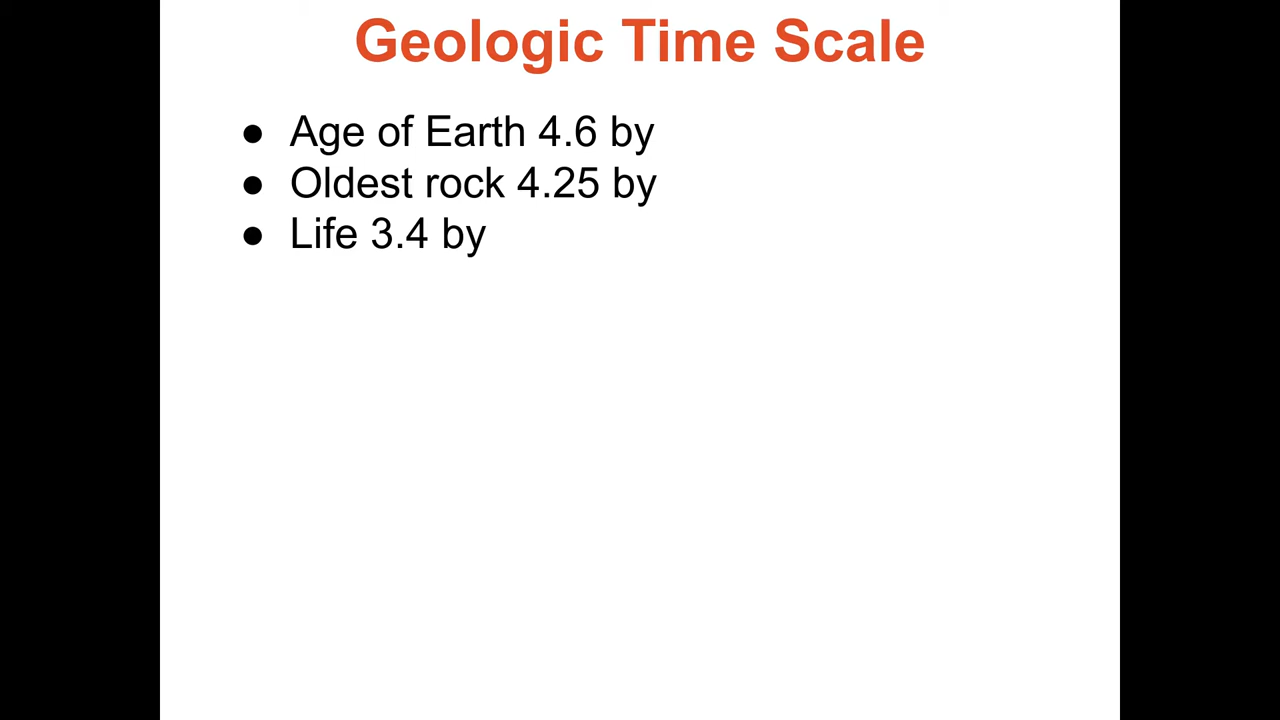 Geologic Time Scale
● Age of Earth 4.6 by
● Oldest rock 4.25 by
● Life 3.4 by